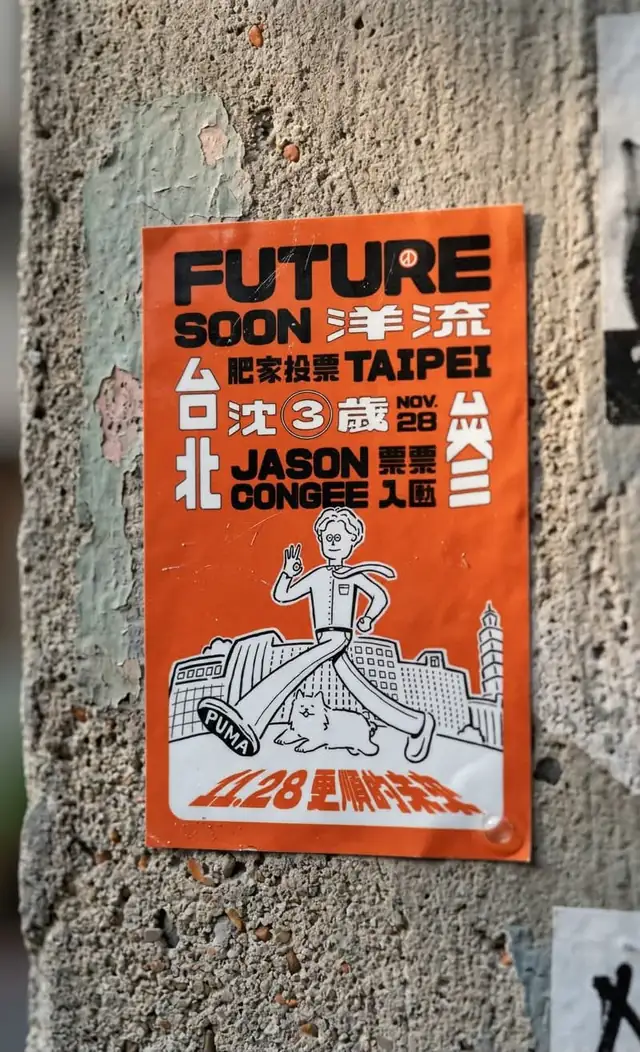 FUTURE
SOON 洋流
肥家投票 TAIPEI
台北
沈3歲 NOV. 28
JASON 票票
CONGEE 入匭
PUMA
11.28 更順的未來